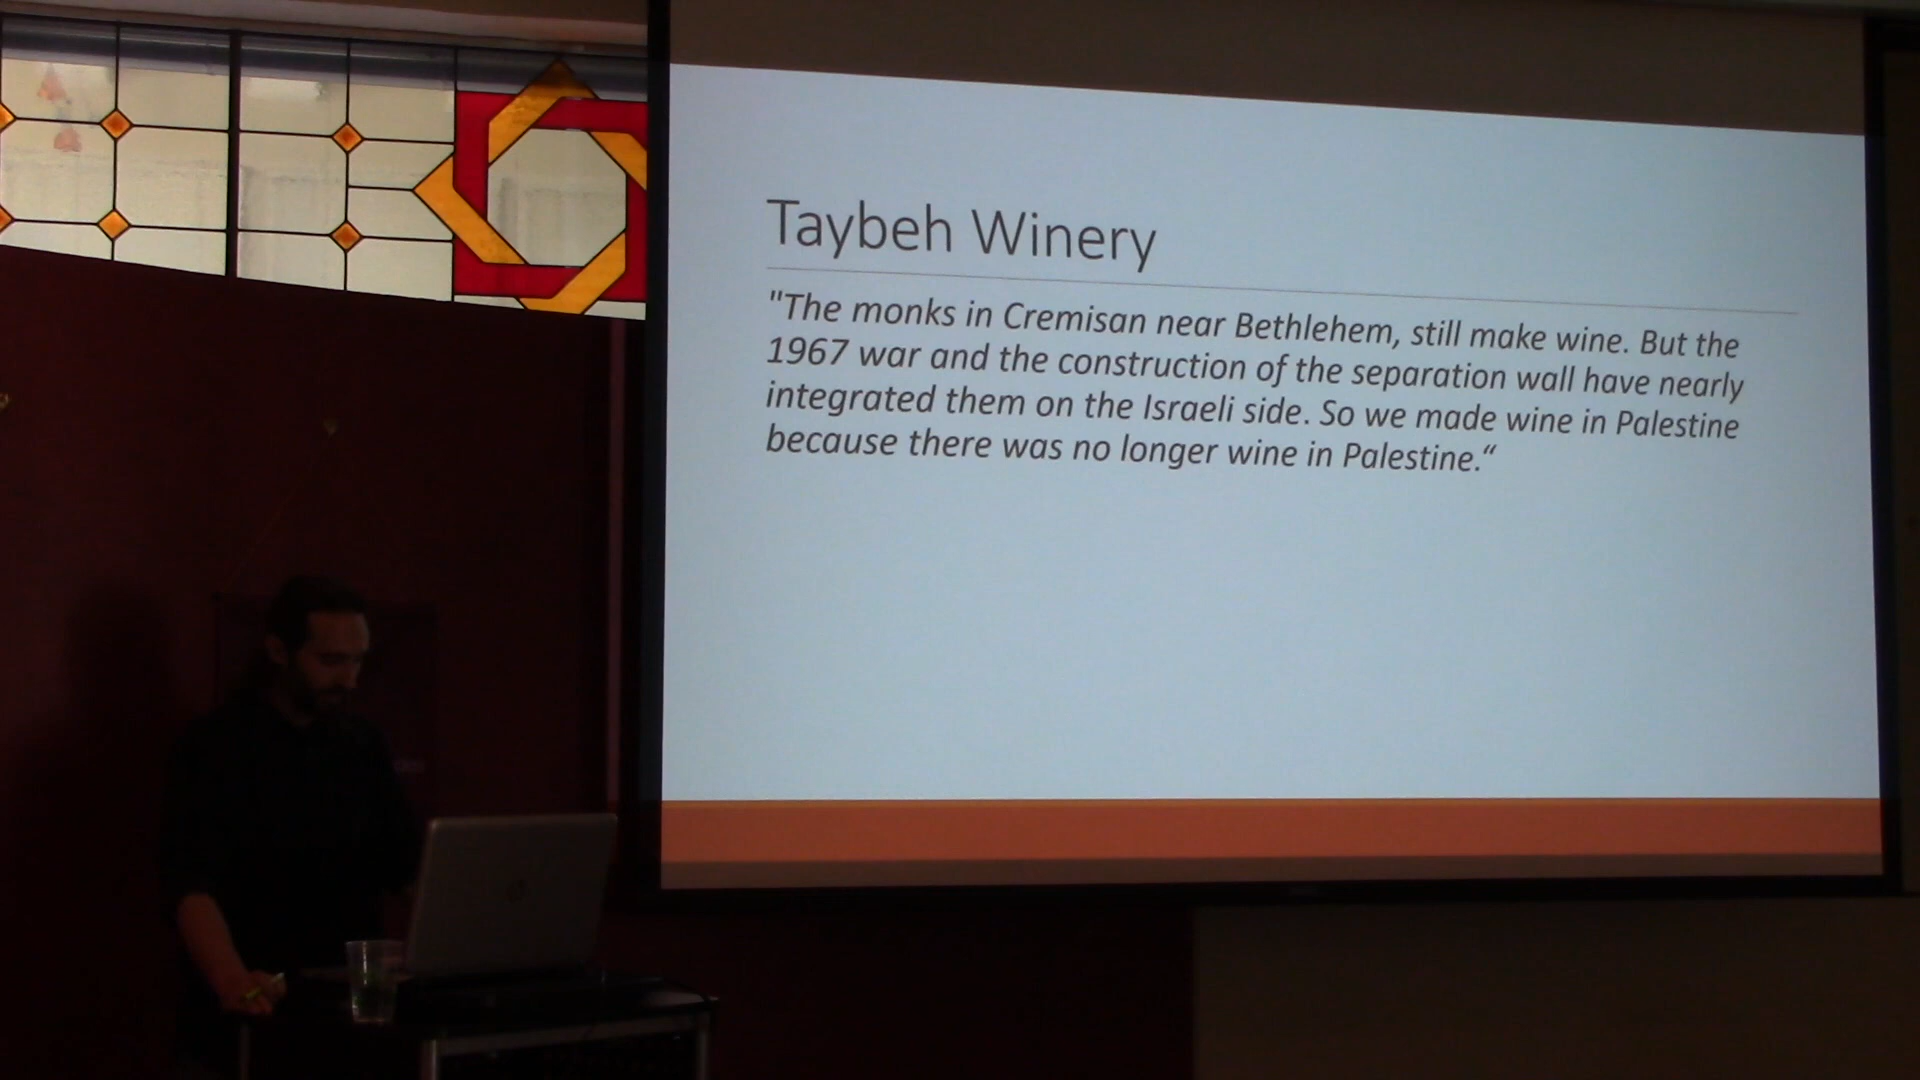 Taybeh Winery
"The monks in Cremisan near Bethlehem, still make wine. But the
1967 war and the construction of the separation wall have nearly
integrated them on the Israeli side. So we made wine in Palestine
because there was no longer wine in Palestine.“